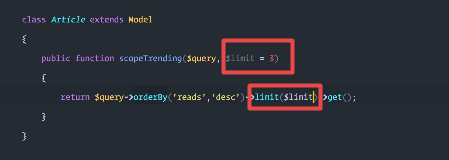 class Article extends Model
{
public function scopeTrending($query, $limit = 3)
{
return $query->orderBy('reads','desc')->limit($limit)->get();
}
}